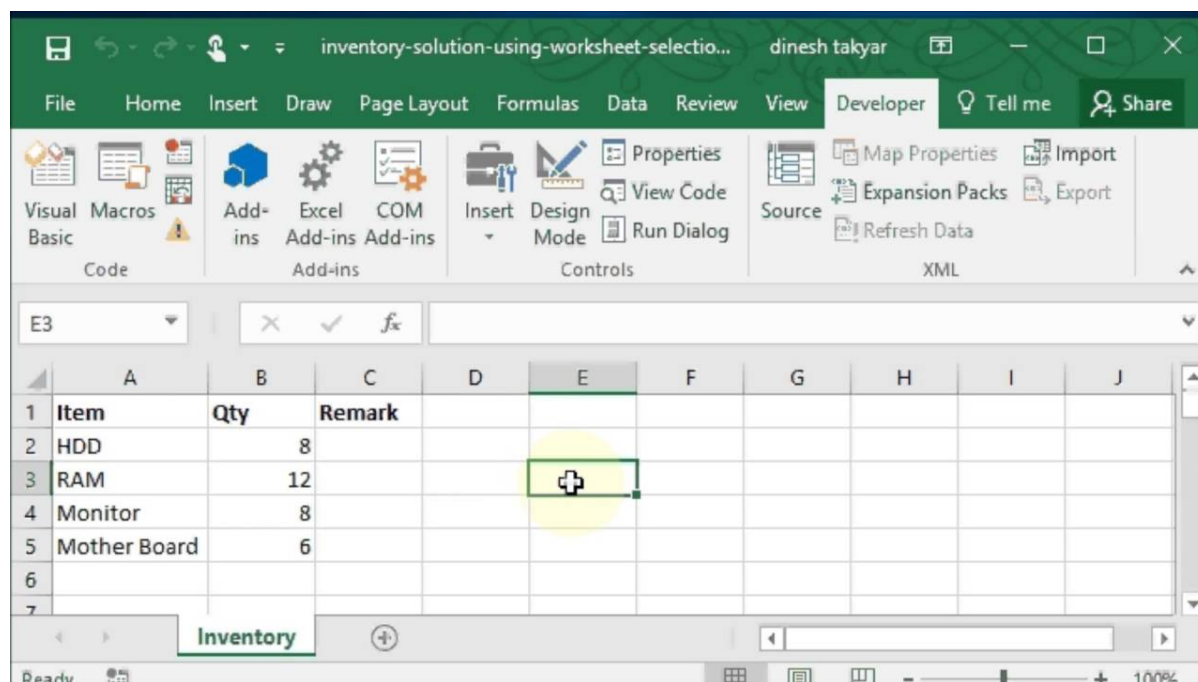 inventory-solution-using-worksheet-selectio... dinesh takyar
File Home Insert Draw Page Layout Formulas Data Review View Developer Tell me Share
Visual Basic
Macros
Code
Add-ins
Excel Add-ins
COM Add-ins
Add-ins
Insert
Design Mode
Properties
View Code
Run Dialog
Controls
Source
Map Properties
Expansion Packs
Refresh Data
Import
Export
XML
E3 fx
A B C D E F G H I J
1 Item Qty Remark
2 HDD 8
3 RAM 12
4 Monitor 8
5 Mother Board 6
6
7
Inventory
Ready 100%